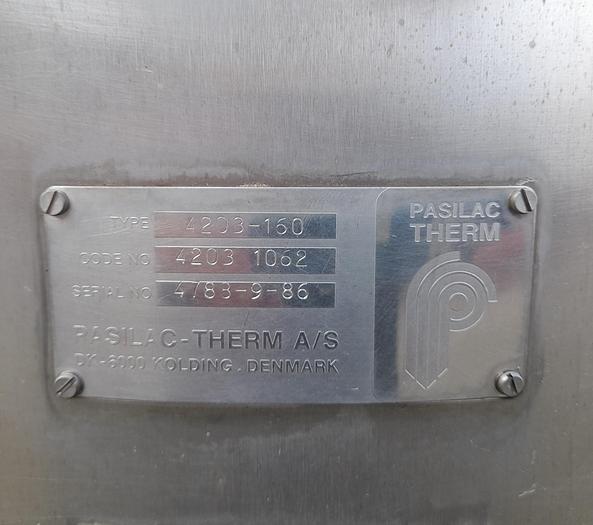 TYPE 4203-160
CODE NO 4203 1062
SERIAL NO 4788-9-86
PASILAC-THERM A/S
DK-6000 KOLDING. DENMARK
PASILAC
THERM